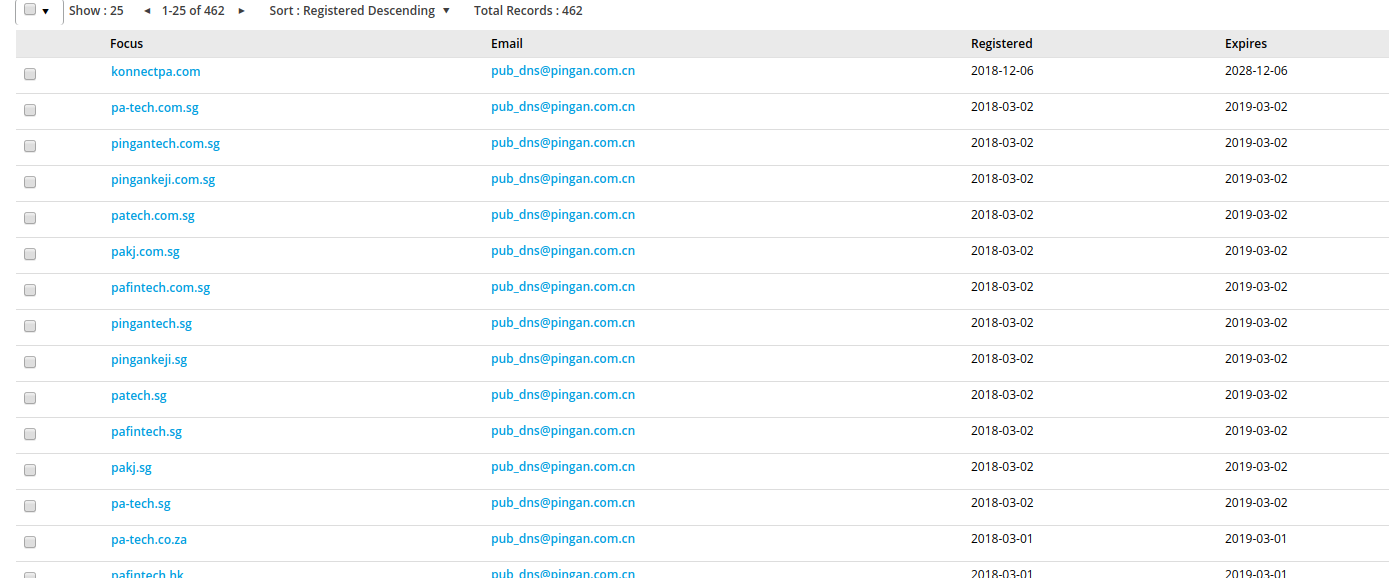 Show : 25 ◄ 1-25 of 462 ► Sort : Registered Descending ▼ Total Records : 462
Focus Email Registered Expires
konnectpa.com pub_dns@pingan.com.cn 2018-12-06 2028-12-06
pa-tech.com.sg pub_dns@pingan.com.cn 2018-03-02 2019-03-02
pingantech.com.sg pub_dns@pingan.com.cn 2018-03-02 2019-03-02
pingankeji.com.sg pub_dns@pingan.com.cn 2018-03-02 2019-03-02
patech.com.sg pub_dns@pingan.com.cn 2018-03-02 2019-03-02
pakj.com.sg pub_dns@pingan.com.cn 2018-03-02 2019-03-02
pafintech.com.sg pub_dns@pingan.com.cn 2018-03-02 2019-03-02
pingantech.sg pub_dns@pingan.com.cn 2018-03-02 2019-03-02
pingankeji.sg pub_dns@pingan.com.cn 2018-03-02 2019-03-02
patech.sg pub_dns@pingan.com.cn 2018-03-02 2019-03-02
pafintech.sg pub_dns@pingan.com.cn 2018-03-02 2019-03-02
pakj.sg pub_dns@pingan.com.cn 2018-03-02 2019-03-02
pa-tech.sg pub_dns@pingan.com.cn 2018-03-02 2019-03-02
pa-tech.co.za pub_dns@pingan.com.cn 2018-03-01 2019-03-01
pafintech.hk pub_dns@pingan.com.cn 2018-03-01 2019-03-01